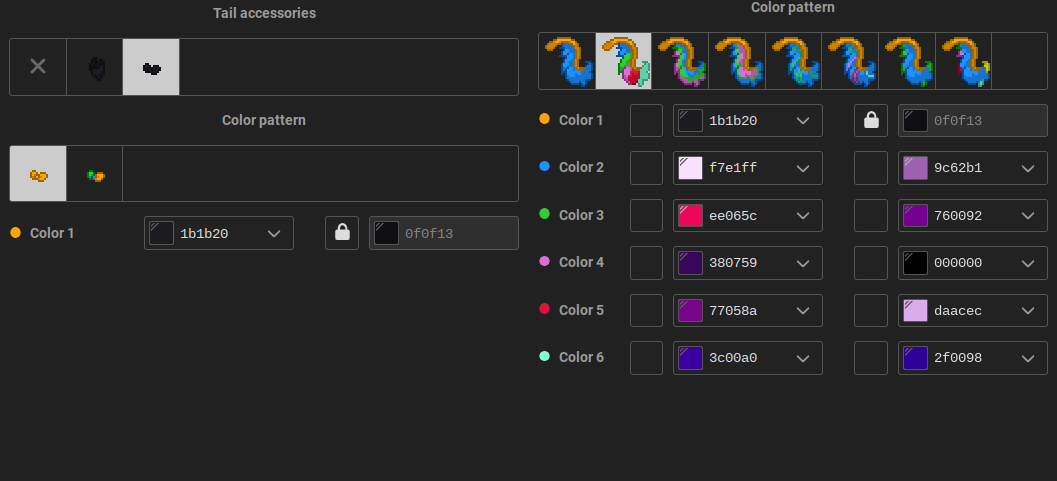 Tail accessories
Color pattern
Color 1 1b1b20 0f0f13
Color pattern
Color 1 1b1b20 0f0f13
Color 2 f7e1ff 9c62b1
Color 3 ee065c 760092
Color 4 380759 000000
Color 5 77058a daacec
Color 6 3c00a0 2f0098